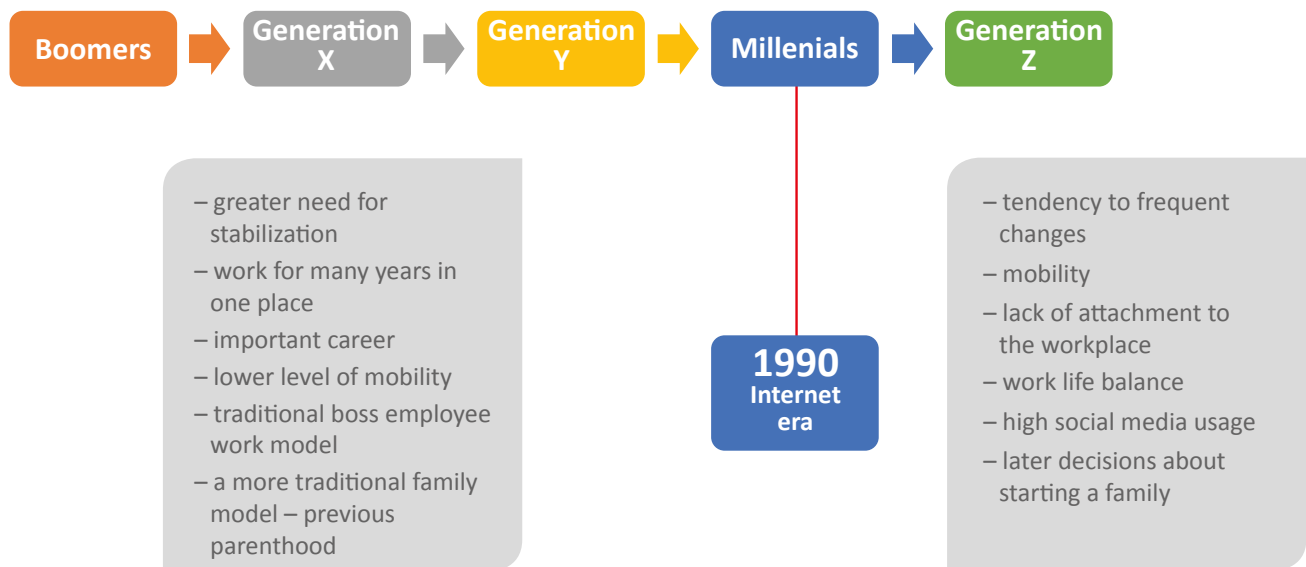 Boomers
Generation
X
Generation
Y
Millenials
Generation
Z
– greater need for
stabilization
– work for many years in
one place
– important career
– lower level of mobility
– traditional boss employee
work model
– a more traditional family
model – previous
parenthood
1990
Internet
era
– tendency to frequent
changes
– mobility
– lack of attachment to
the workplace
– work life balance
– high social media usage
– later decisions about
starting a family